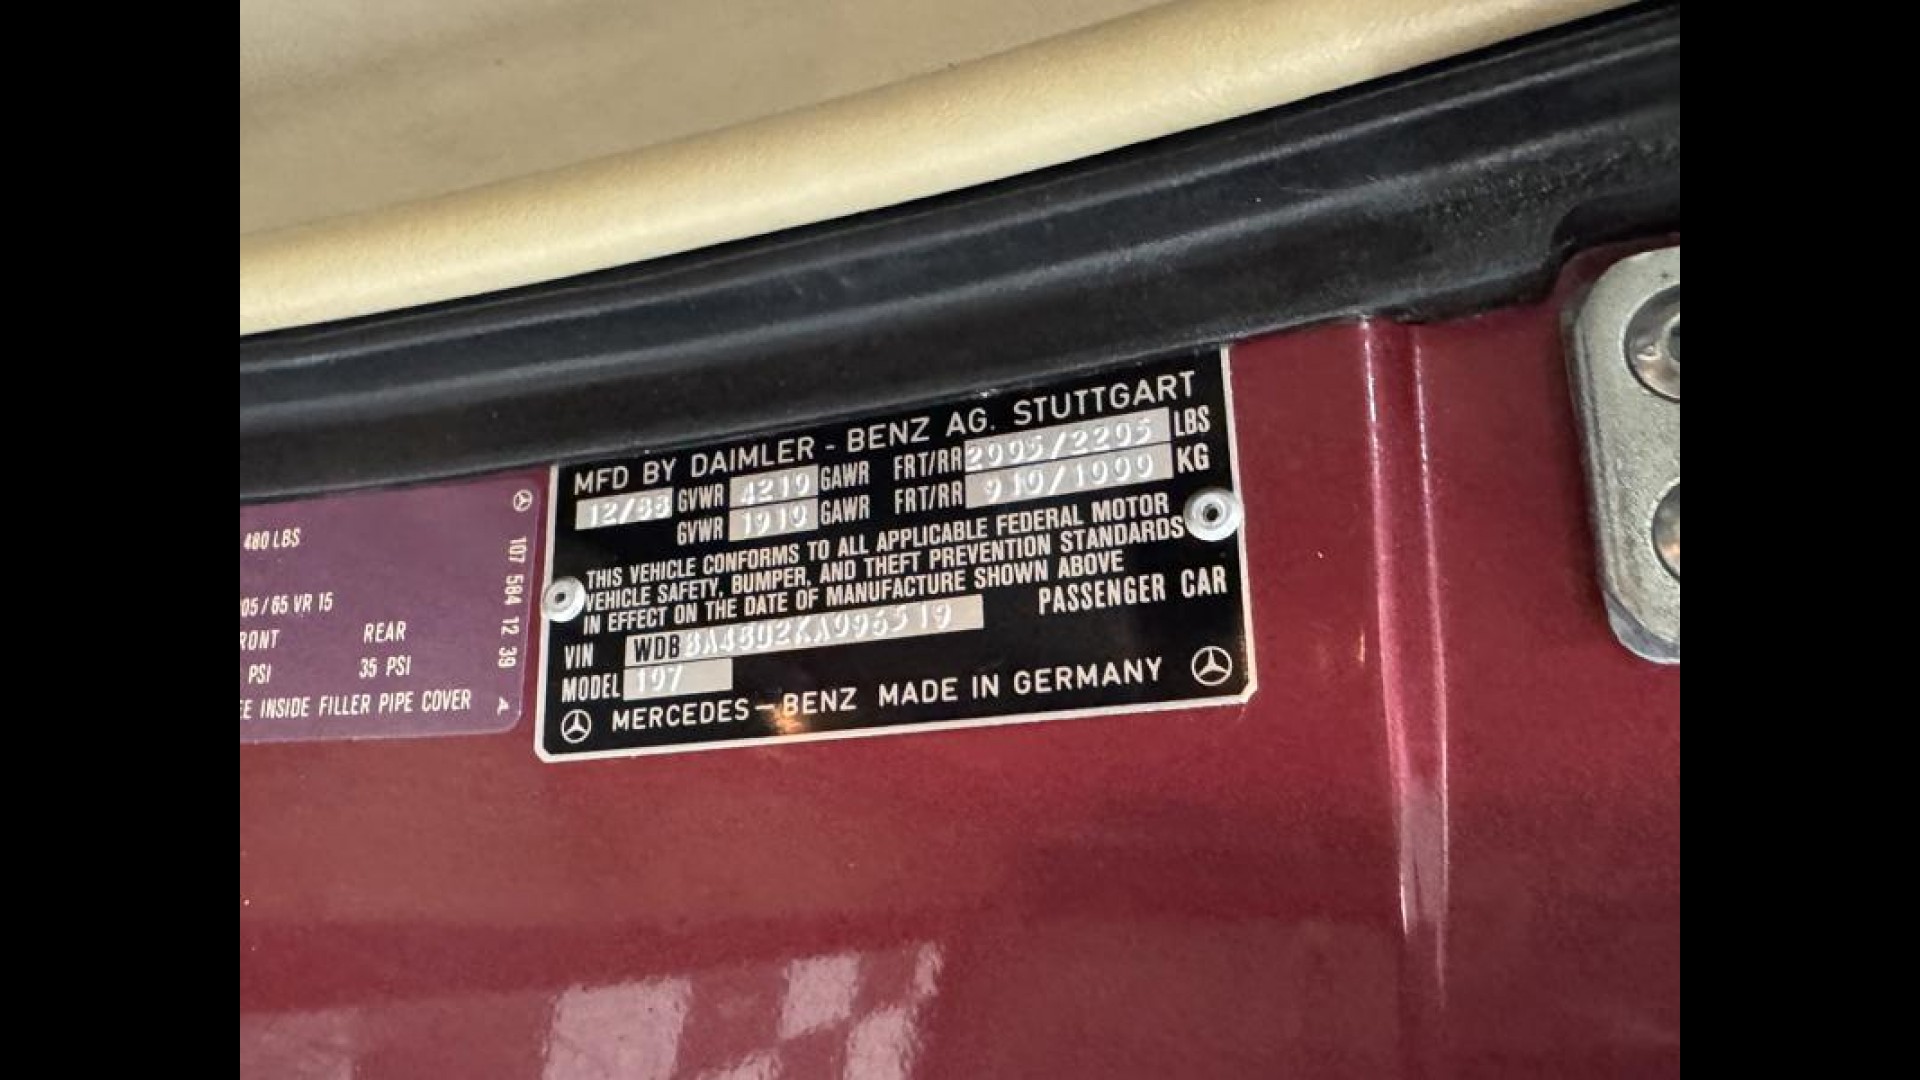 480 LBS
05/65 VR 15
RONT REAR
PSI 35 PSI
EE INSIDE FILLER PIPE COVER
107 584 12 39 A
MFD BY DAIMLER - BENZ AG. STUTTGART
12/88 GVWR 4210 GAWR FRT/RR 2005/2205 LBS
GVWR 1910 GAWR FRT/RR 910/1000 KG
THIS VEHICLE CONFORMS TO ALL APPLICABLE FEDERAL MOTOR
VEHICLE SAFETY, BUMPER, AND THEFT PREVENTION STANDARDS
IN EFFECT ON THE DATE OF MANUFACTURE SHOWN ABOVE
PASSENGER CAR
VIN WDB
MODEL 107
MERCEDES-BENZ MADE IN GERMANY